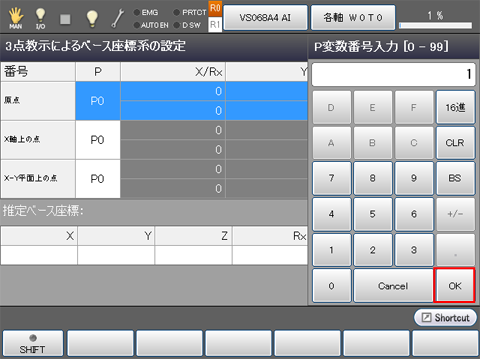 MAN I/O EMG PRTCT AUTO EN D SW R0 R1 VS068A4 AI 各軸 W0T0 1 %
3点教示によるベース座標系の設定
番号 P X/Rx Y
原点 P0 0
0
X軸上の点 P0 0
0
X-Y平面上の点 P0 0
0
推定ベース座標:
X Y Z Rx
P変数番号入力 [0 - 99]
1
D E F 16進
A B C CLR
7 8 9 BS
4 5 6 +/-
1 2 3 .
0 Cancel OK
Shortcut
SHIFT